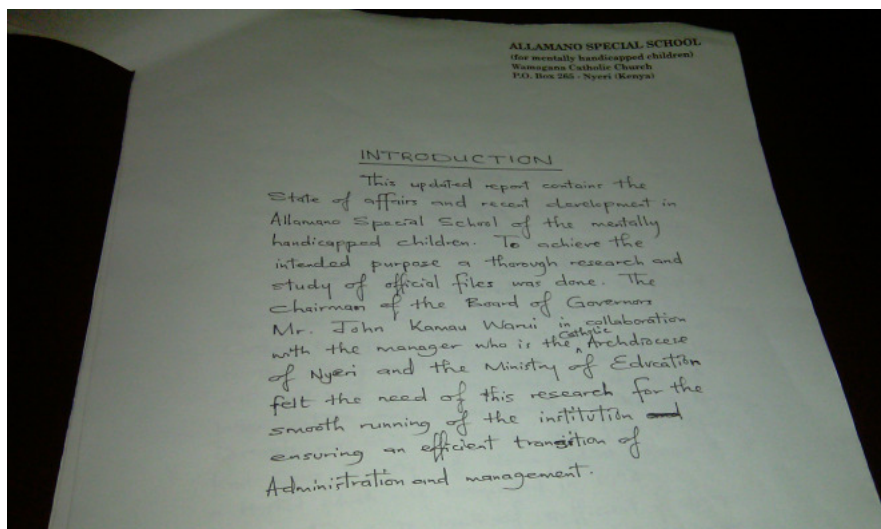 ALLAMANO SPECIAL SCHOOL
(for mentally handicapped children)
Wamagana Catholic Church
P.O. Box 265 - Nyeri (Kenya)
INTRODUCTION
This updated report contains the
State of affairs and recent development in
Allamano Special School of the mentally
handicapped children. To achieve the
intended purpose a thorough research and
study of official files was done. The
Chairman of the Board of Governors
Mr. John Kamau Warui in collaboration
with the manager who is the Catholic Archdiocese
of Nyeri and the Ministry of Education
felt the need of this research for the
smooth running of the institution and
ensuring an efficient transition of
Administration and management.